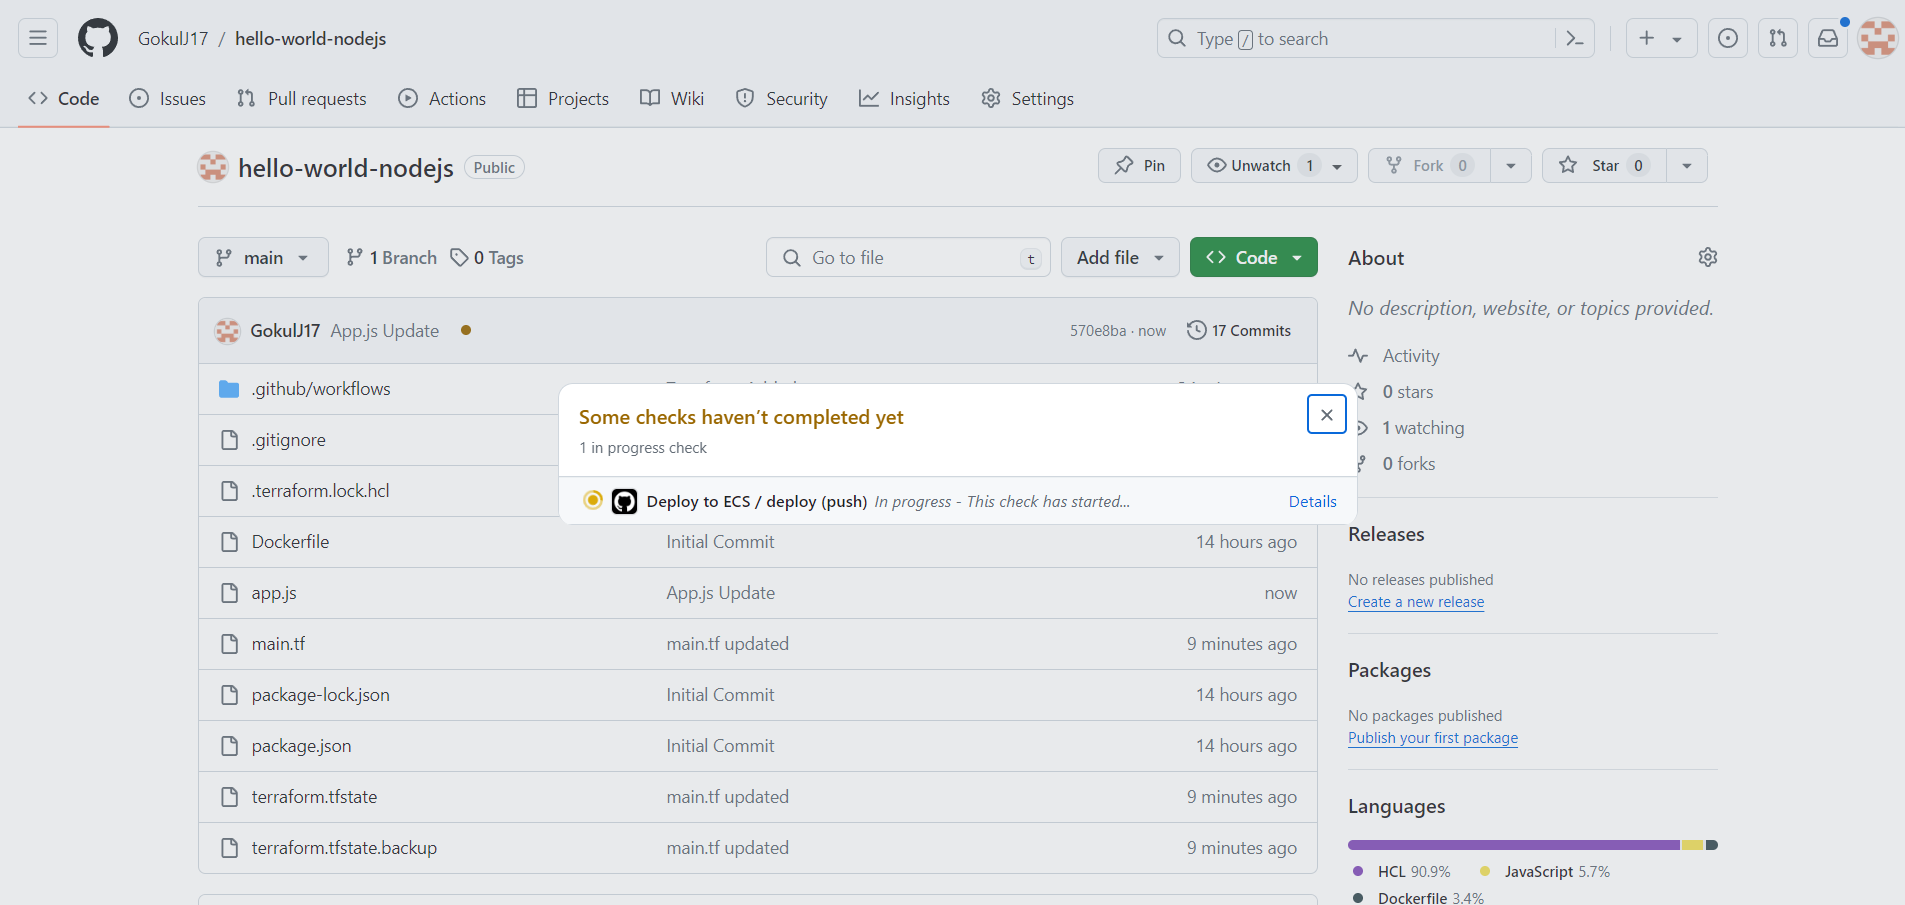 GokulJ17 / hello-world-nodejs
Type / to search
Code Issues Pull requests Actions Projects Wiki Security Insights Settings
hello-world-nodejs Public
Pin Unwatch 1 Fork 0 Star 0
main 1 Branch 0 Tags Go to file t Add file Code
GokulJ17 App.js Update 570e8ba · now 17 Commits
.github/workflows
.gitignore
.terraform.lock.hcl
Some checks haven’t completed yet
1 in progress check
Deploy to ECS / deploy (push) In progress - This check has started... Details
Dockerfile Initial Commit 14 hours ago
app.js App.js Update now
main.tf main.tf updated 9 minutes ago
package-lock.json Initial Commit 14 hours ago
package.json Initial Commit 14 hours ago
terraform.tfstate main.tf updated 9 minutes ago
terraform.tfstate.backup main.tf updated 9 minutes ago
About
No description, website, or topics provided.
Activity
0 stars
1 watching
0 forks
Releases
No releases published
Create a new release
Packages
No packages published
Publish your first package
Languages
HCL 90.9% JavaScript 5.7%
Dockerfile 3.4%